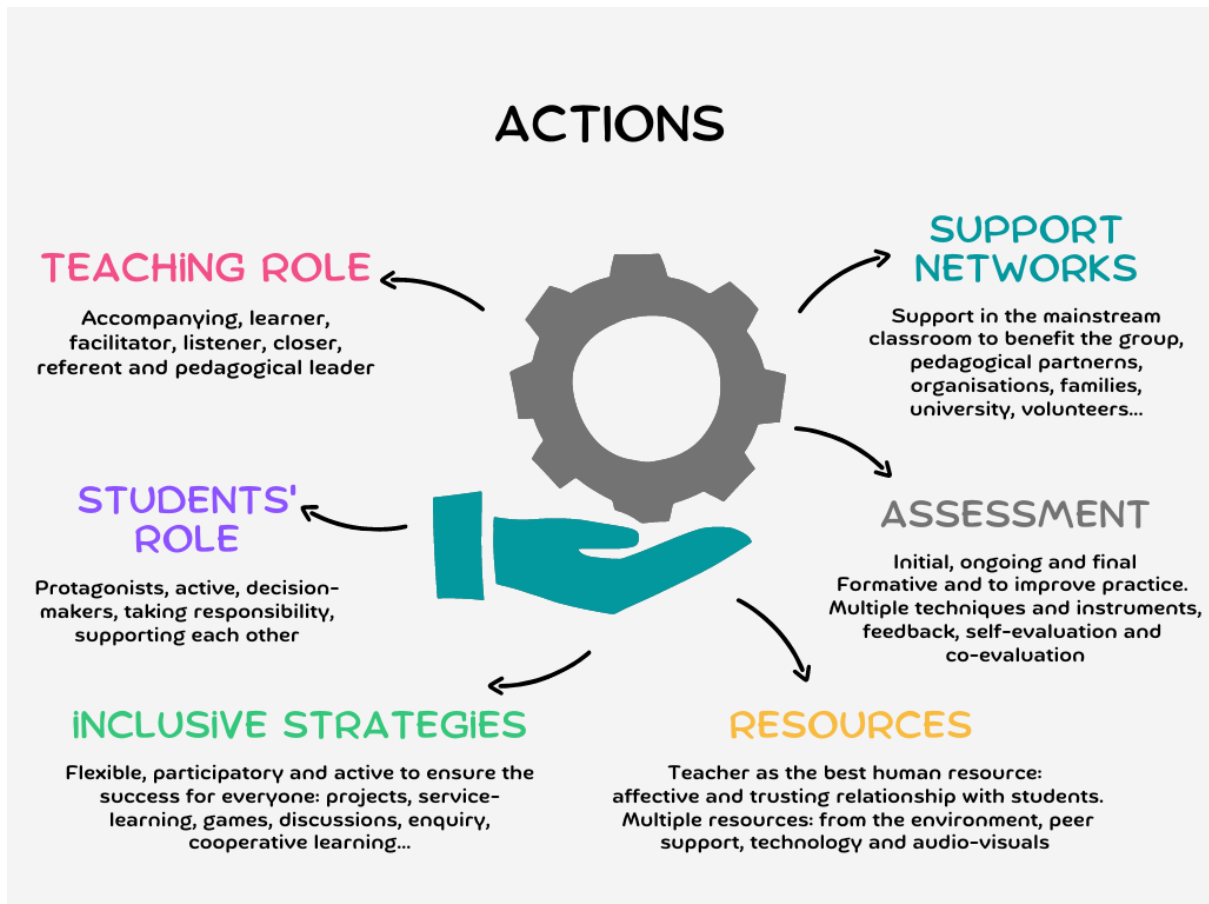 ACTIONS
TEACHiNG ROLE
Accompanying, learner,
facilitator, listener, closer,
referent and pedagogical leader
SUPPORT
NETWORKS
Support in the mainstream
classroom to benefit the group,
pedagogical partnerns,
organisations, families,
university, volunteers...
STUDENTS'
ROLE
Protagonists, active, decision-
makers, taking responsibility,
supporting each other
ASSESSMENT
Initial, ongoing and final
Formative and to improve practice.
Multiple techniques and instruments,
feedback, self-evaluation and
co-evaluation
iNCLUSiVE STRATEGiES
Flexible, participatory and active to ensure the
success for everyone: projects, service-
learning, games, discussions, enquiry,
cooperative learning...
RESOURCES
Teacher as the best human resource:
affective and trusting relationship with students.
Multiple resources: from the environment, peer
support, technology and audio-visuals